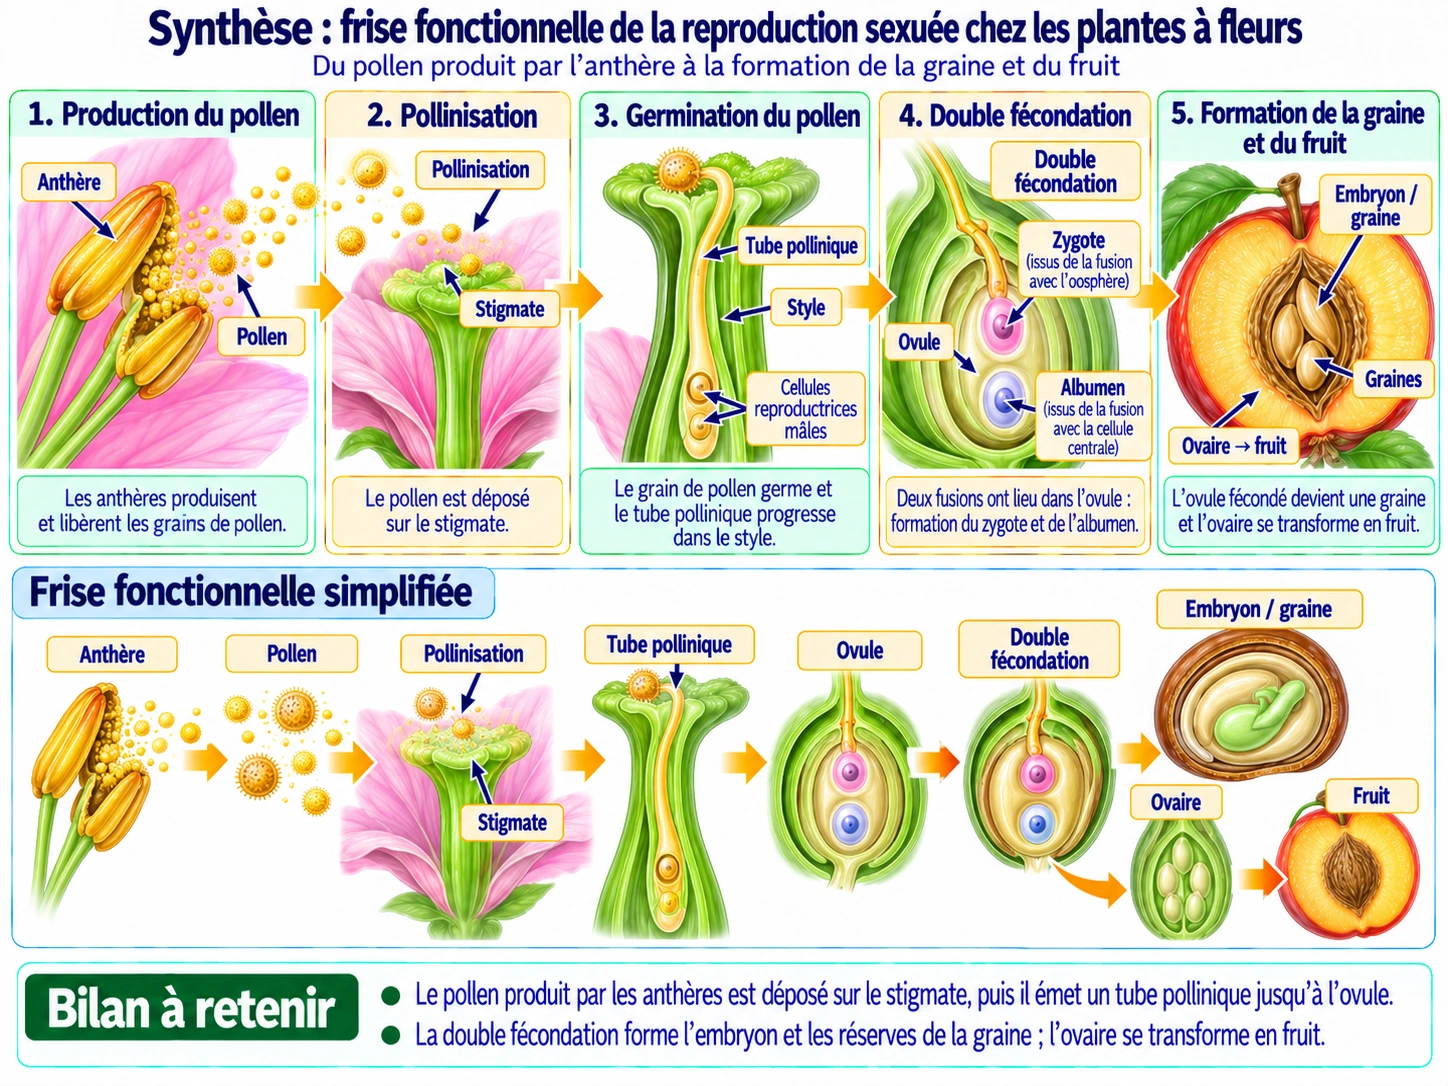 Synthèse : frise fonctionnelle de la reproduction sexuée chez les plantes à fleurs
Du pollen produit par l'anthère à la formation de la graine et du fruit
1. Production du pollen
Anthère
Pollen
Les anthères produisent
et libèrent les grains de pollen.
2. Pollinisation
Pollinisation
Stigmate
Le pollen est déposé
sur le stigmate.
3. Germination du pollen
Tube pollinique
Style
Cellules
reproductrices
mâles
Le grain de pollen germe et
le tube pollinique progresse
dans le style.
4. Double fécondation
Double
fécondation
Zygote
(issus de la fusion
avec l'oosphère)
Ovule
Albumen
(issus de la fusion
avec la cellule
centrale)
Deux fusions ont lieu dans l'ovule :
formation du zygote et de l'albumen.
5. Formation de la graine
et du fruit
Embryon /
graine
Graines
Ovaire → fruit
L'ovule fécondé devient une graine
et l'ovaire se transforme en fruit.
Frise fonctionnelle simplifiée
Anthère
Pollen
Pollinisation
Stigmate
Tube pollinique
Ovule
Double
fécondation
Embryon / graine
Ovaire
Fruit
Bilan à retenir
● Le pollen produit par les anthères est déposé sur le stigmate, puis il émet un tube pollinique jusqu'à l'ovule.
● La double fécondation forme l'embryon et les réserves de la graine ; l'ovaire se transforme en fruit.